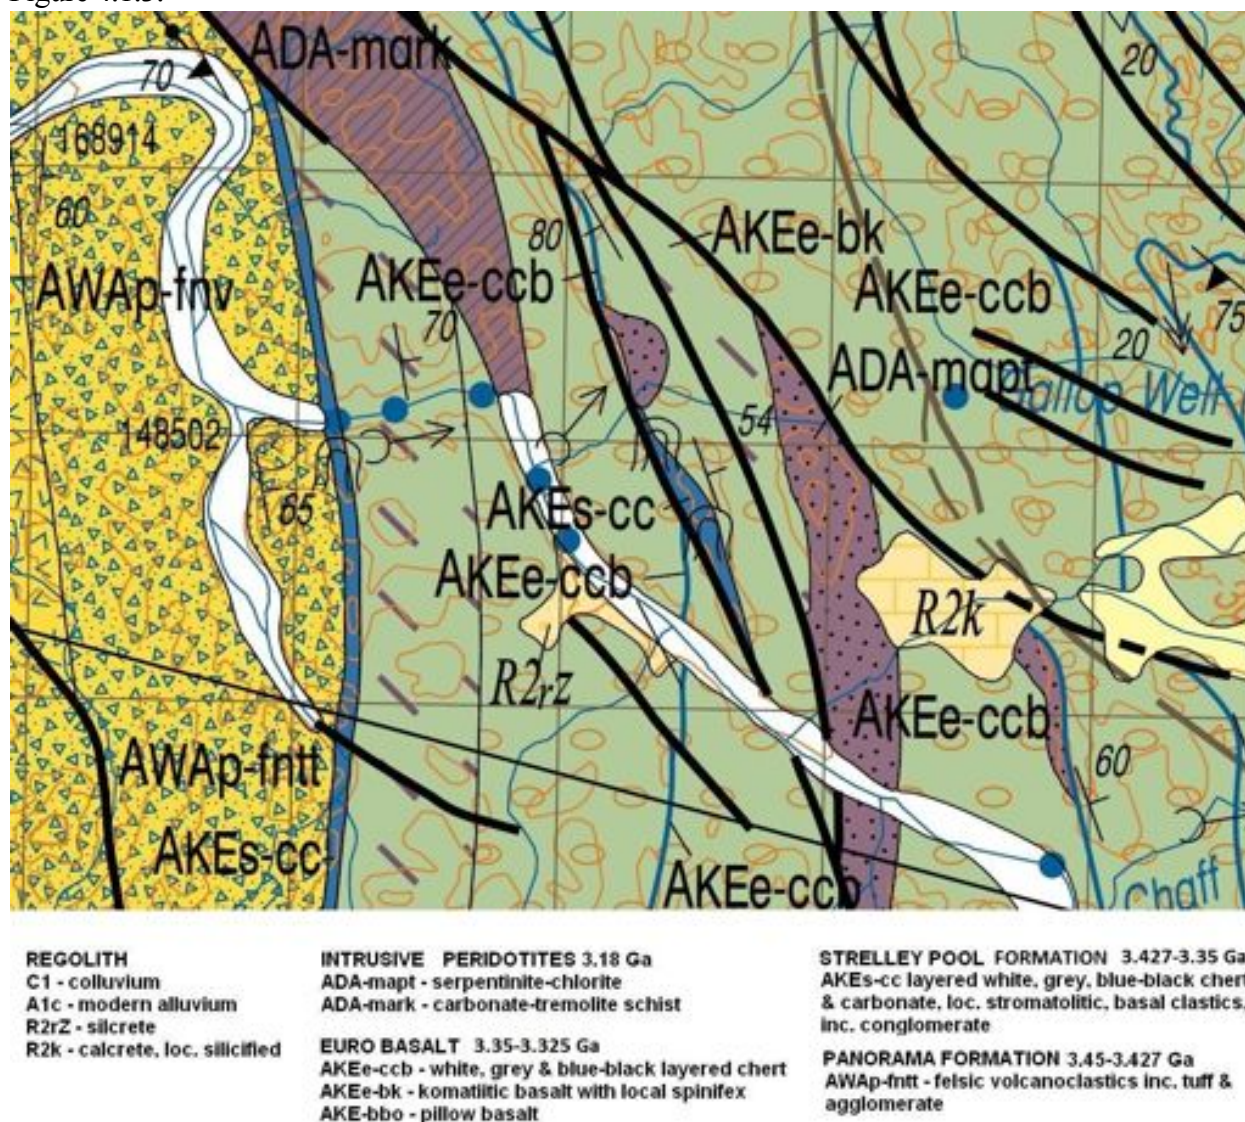 ADA-mark
70
20
168914
60
80
AKEe-bk
AWAp-fnv
AKEe-ccb
AKEe-ccb
70
20
75
ADA-mapt
Gallop Well
148502
54
65
AKEs-cc
AKEe-ccb
R2k
R2rz
AKEe-ccb
AWAp-fntt
60
AKEs-cc
AKEe-ccb
Chaff
REGOLITH
C1 - colluvium
A1c - modern alluvium
R2rZ - silcrete
R2k - calcrete, loc. silicified
INTRUSIVE PERIDOTITES 3.18 Ga
ADA-mapt - serpentinite-chlorite
ADA-mark - carbonate-tremolite schist
EURO BASALT 3.35-3.325 Ga
AKEe-ccb - white, grey & blue-black layered chert
AKEe-bk - komatiitic basalt with local spinifex
AKE-bbo - pillow basalt
STRELLEY POOL FORMATION 3.427-3.35 Ga
AKEs-cc layered white, grey, blue-black chert
& carbonate, loc. stromatolitic, basal clastics,
inc. conglomerate
PANORAMA FORMATION 3.45-3.427 Ga
AWAp-fntt - felsic volcanoclastics inc. tuff &
agglomerate